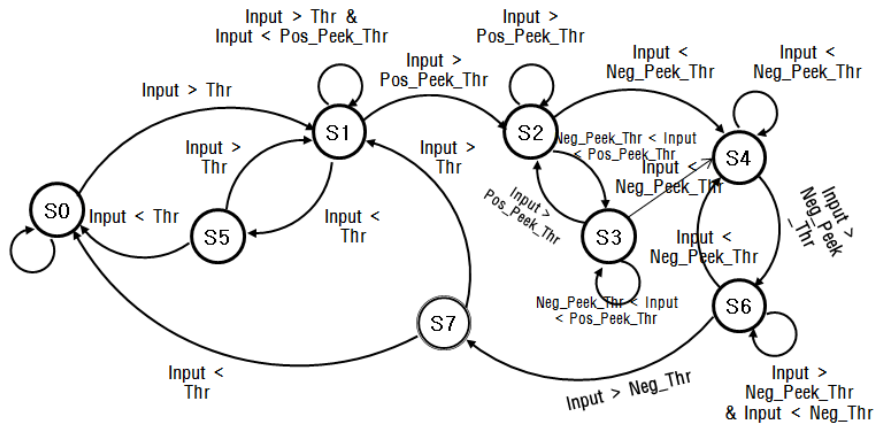 Input > Thr &
Input < Pos_Peek_Thr
Input >
Pos_Peek_Thr
Input >
Pos_Peek_Thr
Input <
Neg_Peek_Thr
Input <
Neg_Peek_Thr
Input > Thr
S1
S2
S4
Input >
Thr
Input >
Thr
Neg_Peek_Thr < Input
< Pos_Peek_Thr
Input <
Neg_Peek_Thr
S0
Input < Thr
S5
Input <
Thr
Input >
Pos_Peek_Thr
S3
Input <
Neg_Peek_Thr
Input >
Neg_Peek
_Thr
Neg_Peek_Thr < Input
< Pos_Peek_Thr
S6
S7
Input <
Thr
Input > Neg_Thr
Input >
Neg_Peek_Thr
& Input < Neg_Thr